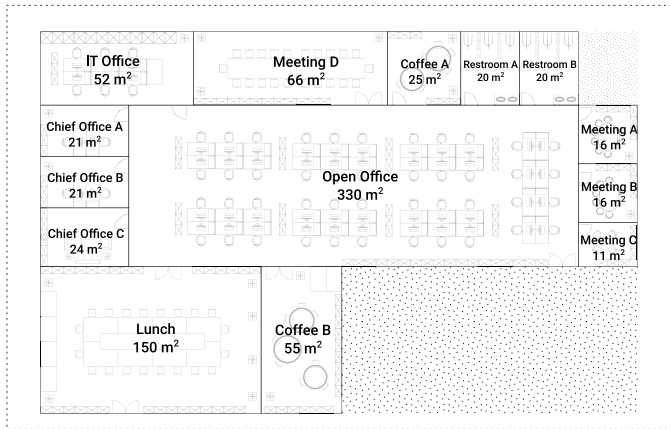 IT Office
52 m²
Meeting D
66 m²
Coffee A
25 m²
Restroom A
20 m²
Restroom B
20 m²
Chief Office A
21 m²
Chief Office B
21 m²
Chief Office C
24 m²
Open Office
330 m²
Meeting A
16 m²
Meeting B
16 m²
Meeting C
11 m²
Lunch
150 m²
Coffee B
55 m²